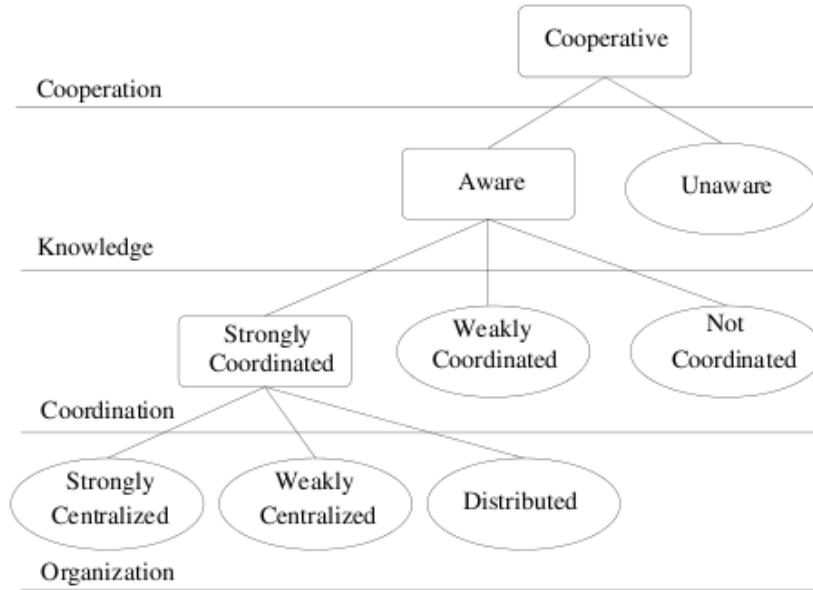 Cooperative
Cooperation
Aware
Unaware
Knowledge
Strongly
Coordinated
Weakly
Coordinated
Not
Coordinated
Coordination
Strongly
Centralized
Weakly
Centralized
Distributed
Organization